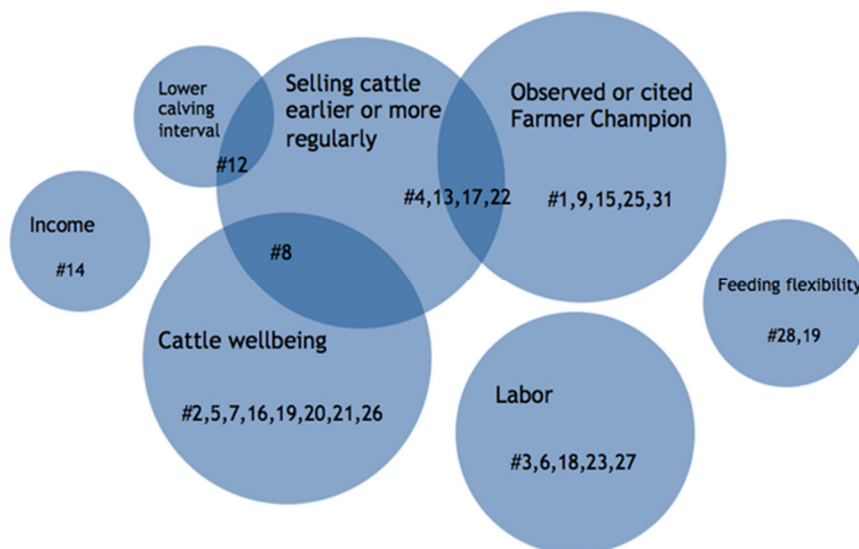 Lower
calving
interval
#12
Selling cattle
earlier or more
regularly
#4,13,17,22
Observed or cited
Farmer Champion
#1,9,15,25,31
Income
#14
#8
Cattle wellbeing
#2,5,7,16,19,20,21,26
Feeding flexibility
#28,19
Labor
#3,6,18,23,27